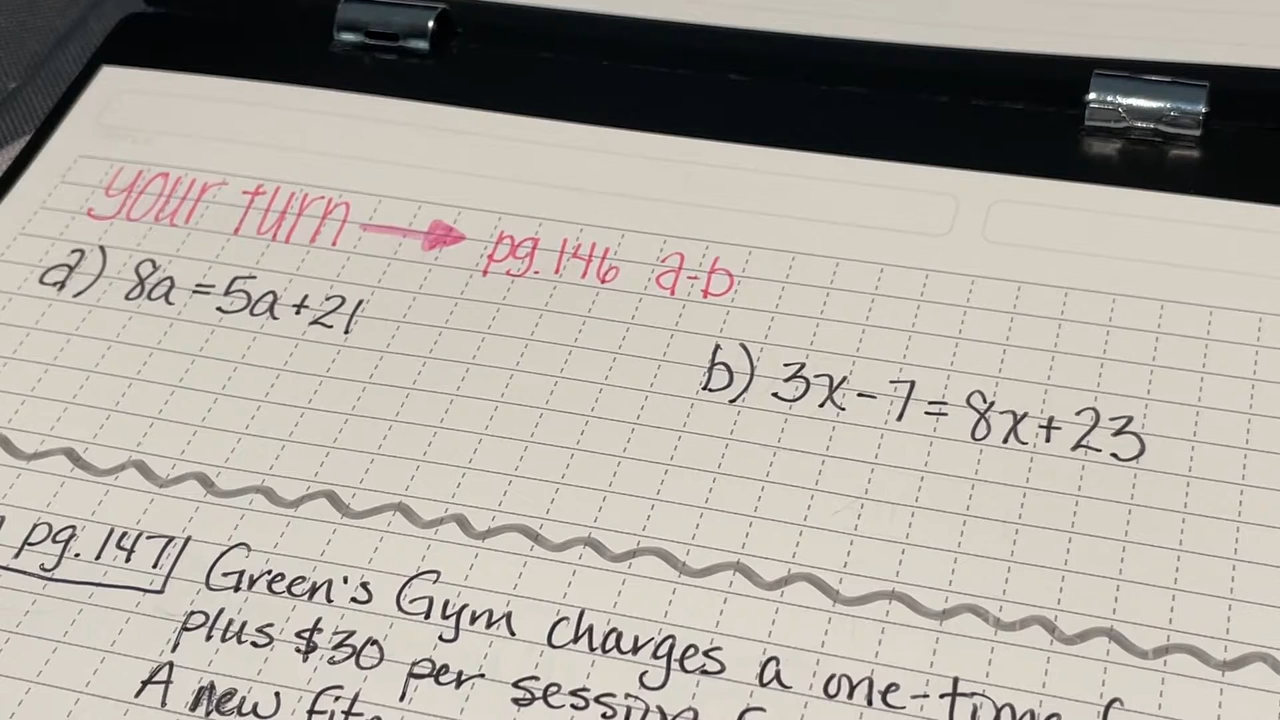 your turn → pg.146 a-b
a) 8a=5a+21
b) 3x-7=8x+23
pg.147 Green's Gym charges a one-time
plus $30 per session
A new